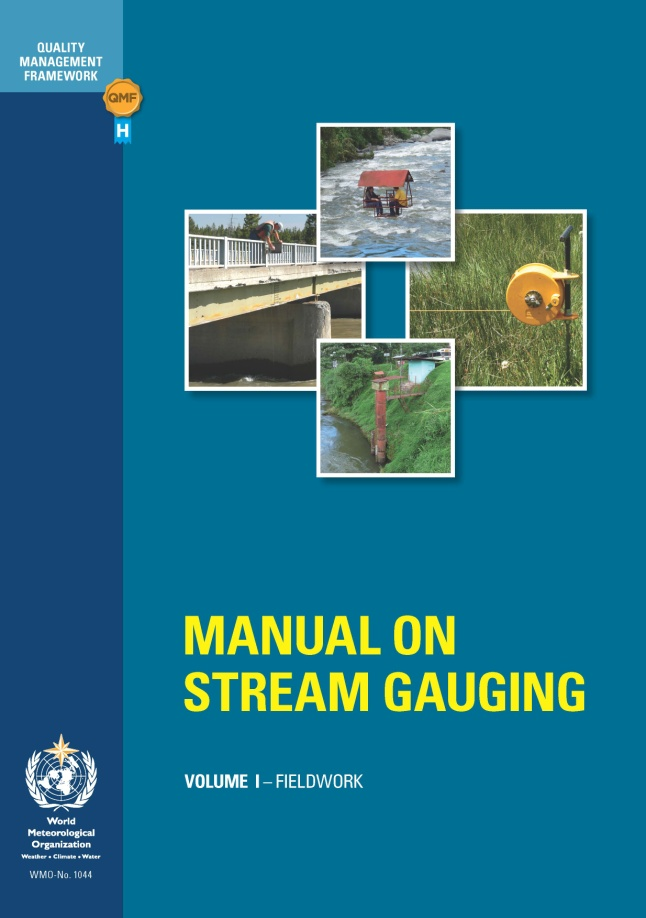 QUALITY
MANAGEMENT
FRAMEWORK
QMF
H
MANUAL ON
STREAM GAUGING
VOLUME I – FIELDWORK
World
Meteorological
Organization
Weather • Climate • Water
WMO-No. 1044